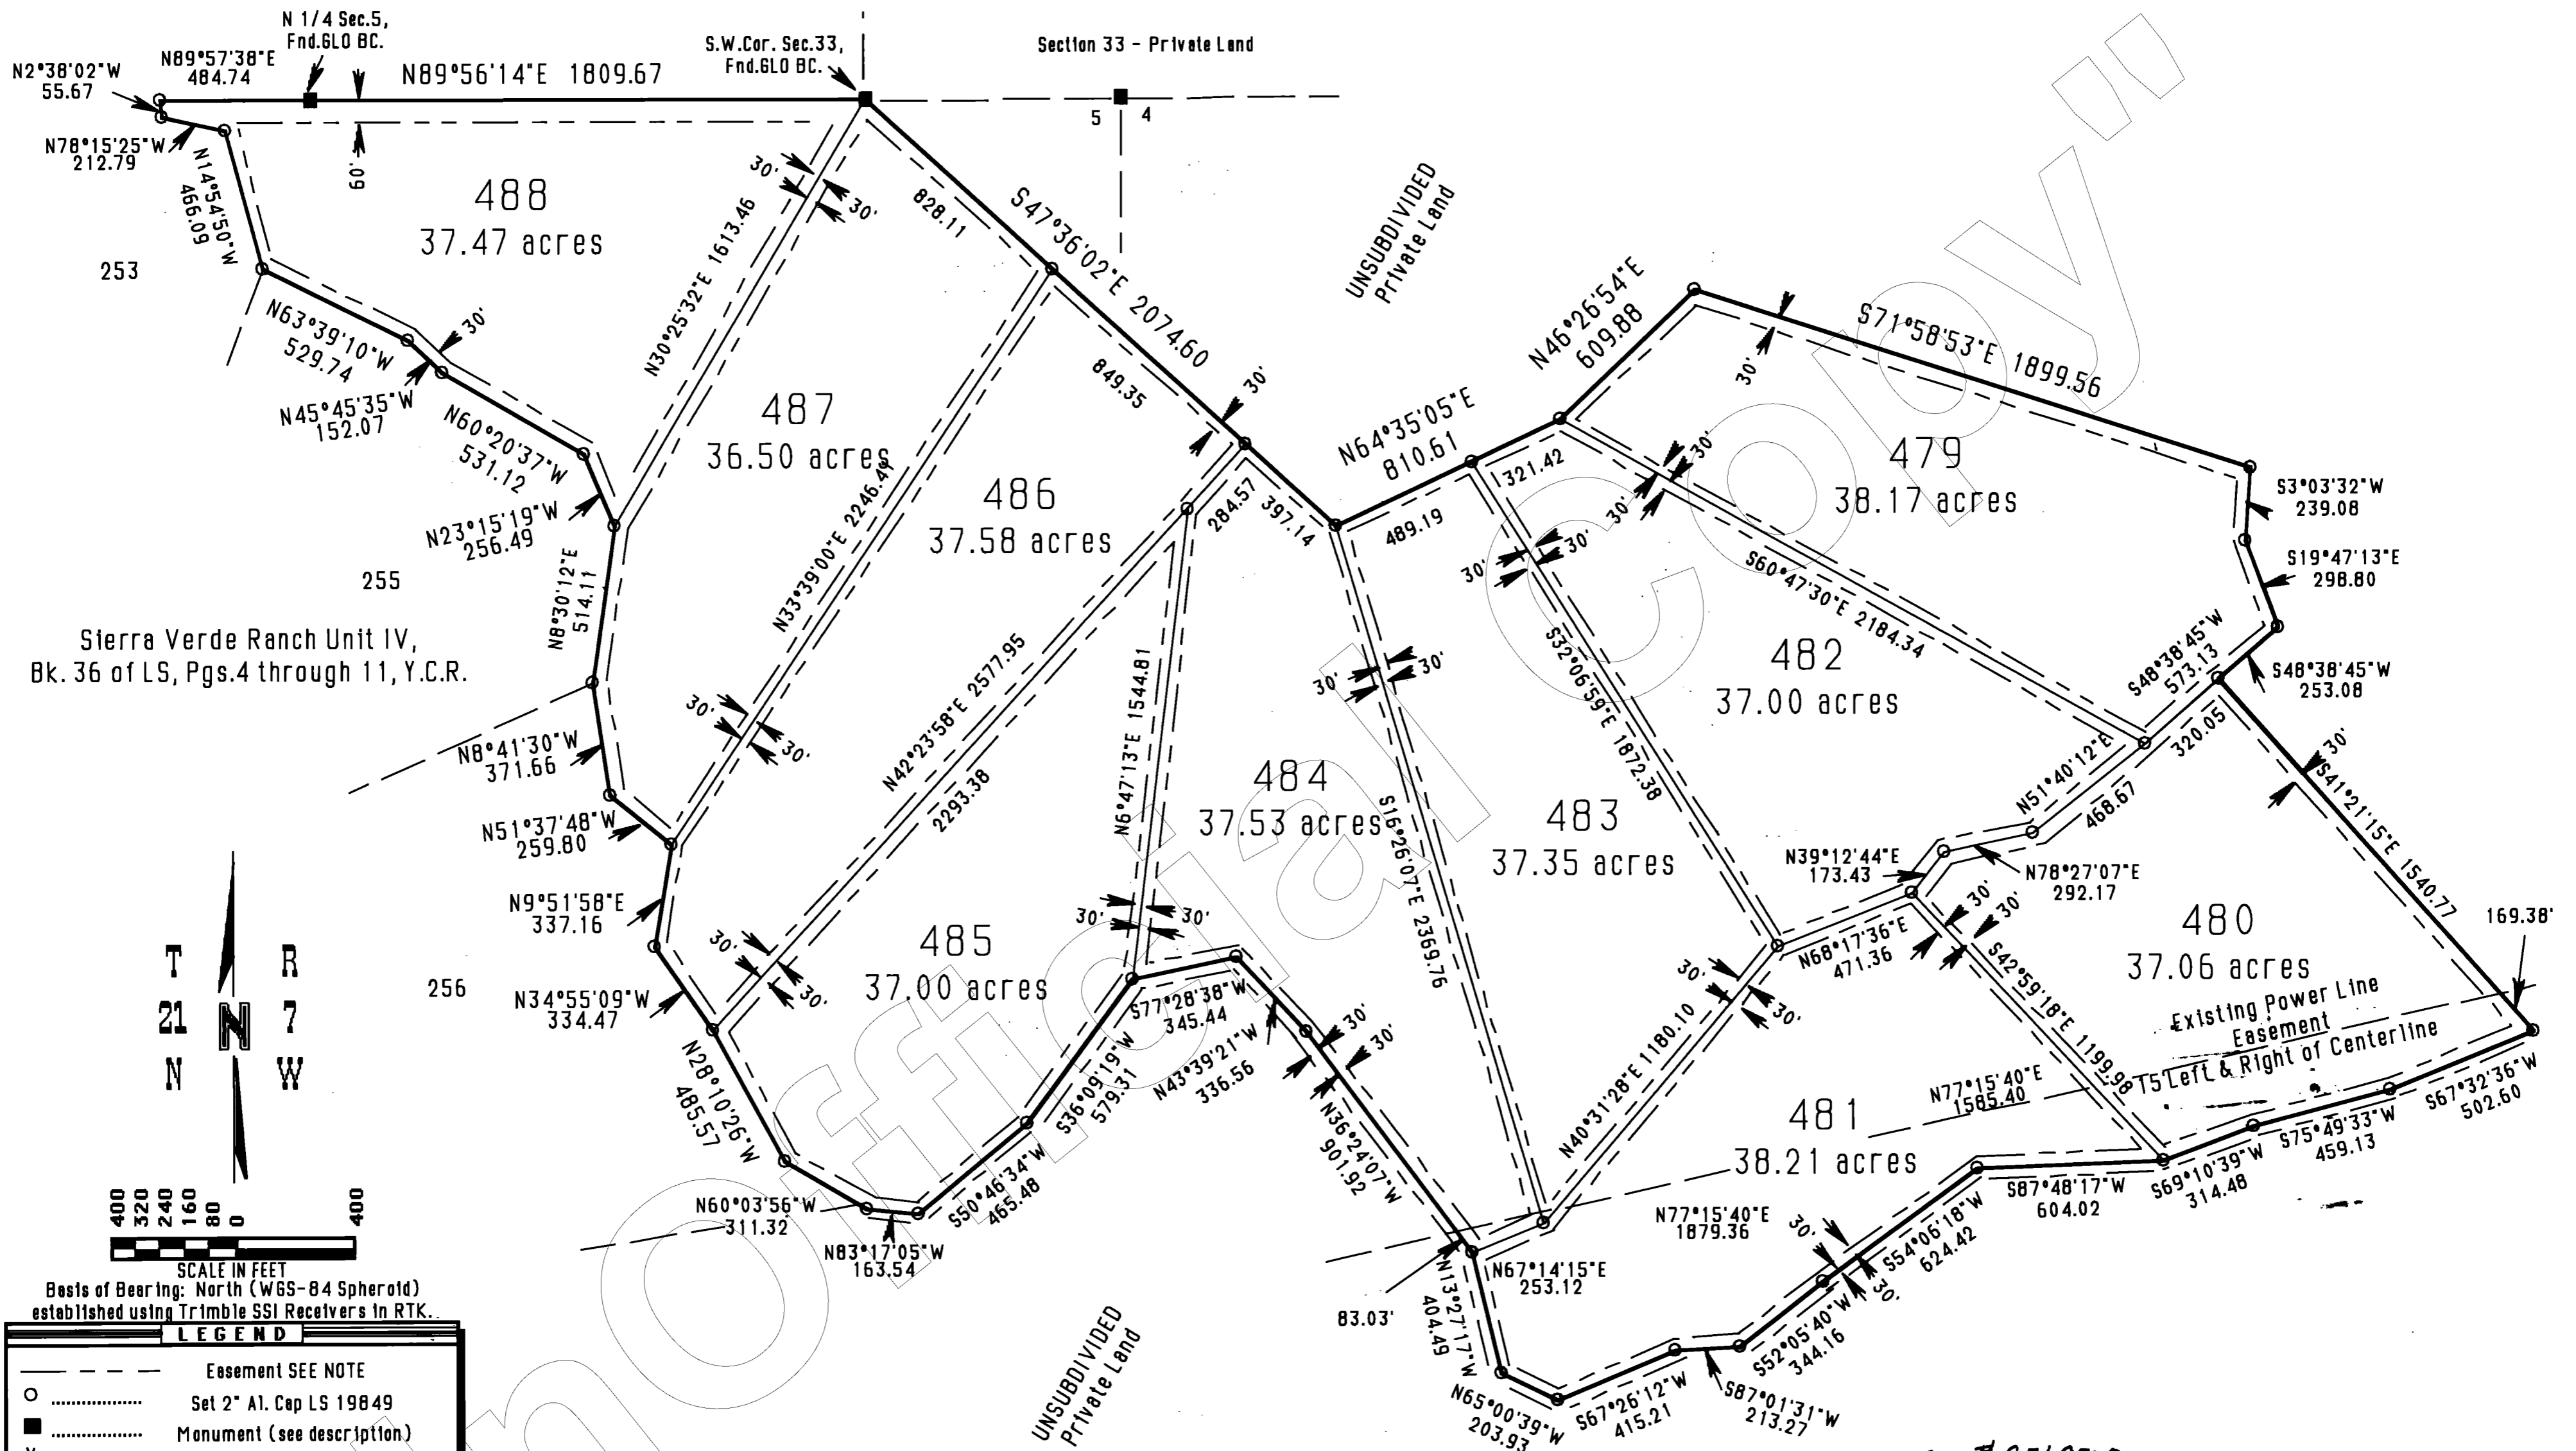 N 1/4 Sec.5,
Fnd.GLO BC.
S.W.Cor. Sec.33,
Fnd.GLO BC.
Section 33 - Private Land
N2°38'02"W
55.67
N89°57'38"E
484.74
N89°56'14"E 1809.67
5 4
N78°15'25"W
212.79
N14°54'50"W
466.09
60'
488
37.47 acres
253
30'
30'
N30°25'32"E 1613.46
828.11
S47°36'02"E 2074.60
UNSUBDIVIDED
Private Land
N63°39'10"W
529.74
30'
N45°45'35"W
152.07
N60°20'37"W
531.12
N23°15'19"W
256.49
487
36.50 acres
849.35
30'
N46°26'54"E
609.88
S71°58'53"E 1899.56
30'
N64°35'05"E
810.61
321.42
489.19
30'
30'
479
38.17 acres
S3°03'32"W
239.08
S19°47'13"E
298.80
486
37.58 acres
284.57
397.14
255
N8°30'12"E
514.11
N33°39'00"E 2246.41
Sierra Verde Ranch Unit IV,
Bk. 36 of LS, Pgs.4 through 11, Y.C.R.
30'
30'
S60°47'30"E 2184.34
482
37.00 acres
S48°38'45"W
573.13
S48°38'45"W
253.08
320.05
30'
30'
S32°06'59"E 1872.38
N42°23'58"E 2577.95
2293.38
N6°47'13"E 1544.81
30'
30'
N8°41'30"W
371.66
N51°37'48"W
259.80
484
37.53 acres
S16°26'07"E 2369.76
483
37.35 acres
N51°40'12"E
468.67
30'
S41°21'15"E 1540.77
N39°12'44"E
173.43
N78°27'07"E
292.17
N9°51'58"E
337.16
30'
30'
485
37.00 acres
30'
30'
N68°17'36"E
471.36
30'
30'
480
37.06 acres
169.38'
256
N34°55'09"W
334.47
T R
21 N 7
N W
S77°28'38"W
345.44
30'
30'
S42°59'18"E 1199.98
Existing Power Line
Easement
15' Left & Right of Centerline
N28°10'26"W
485.57
S36°09'19"W
579.31
N43°39'21"W
336.56
30'
30'
N36°24'07"W
901.92
N40°31'28"E 1180.10
N77°15'40"E
1585.40
481
38.21 acres
S67°32'36"W
502.60
S75°49'33"W
459.13
S69°10'39"W
314.48
S87°48'17"W
604.02
N60°03'56"W
311.32
N83°17'05"W
163.54
S50°46'34"W
465.48
N77°15'40"E
1879.36
30'
30'
S54°06'18"W
624.42
400 320 240 160 80 0 400
SCALE IN FEET
Basis of Bearing: North (WGS-84 Spheroid)
established using Trimble SSI Receivers in RTK.
83.03'
N67°14'15"E
253.12
N13°27'17"W
404.49
S52°05'40"W
344.16
S87°01'31"W
213.27
S67°26'12"W
415.21
N65°00'39"W
203.93
UNSUBDIVIDED
Private Land
LEGEND
Easement SEE NOTE
Set 2" Al. Cap LS 19849
Monument (see description)
Unofficial Copy"